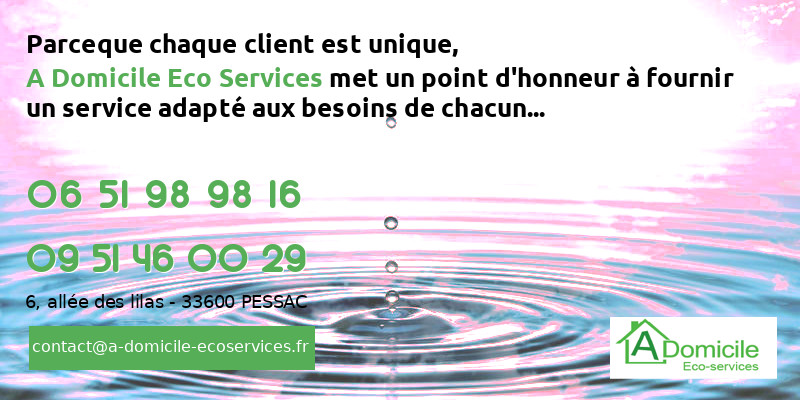 Parceque chaque client est unique,
A Domicile Eco Services met un point d'honneur à fournir
un service adapté aux besoins de chacun...
06 51 98 98 16
09 51 46 00 29
6, allée des lilas - 33600 PESSAC
contact@a-domicile-ecoservices.fr
A Domicile
Eco-services